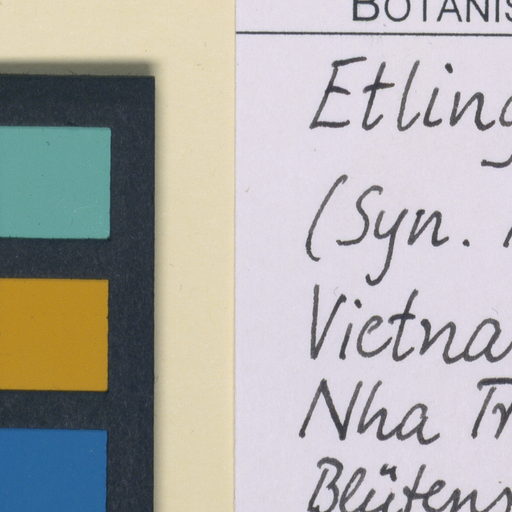 BOTANIS
Etling
(Syn.
Vietna
Nha Tr
Blütens